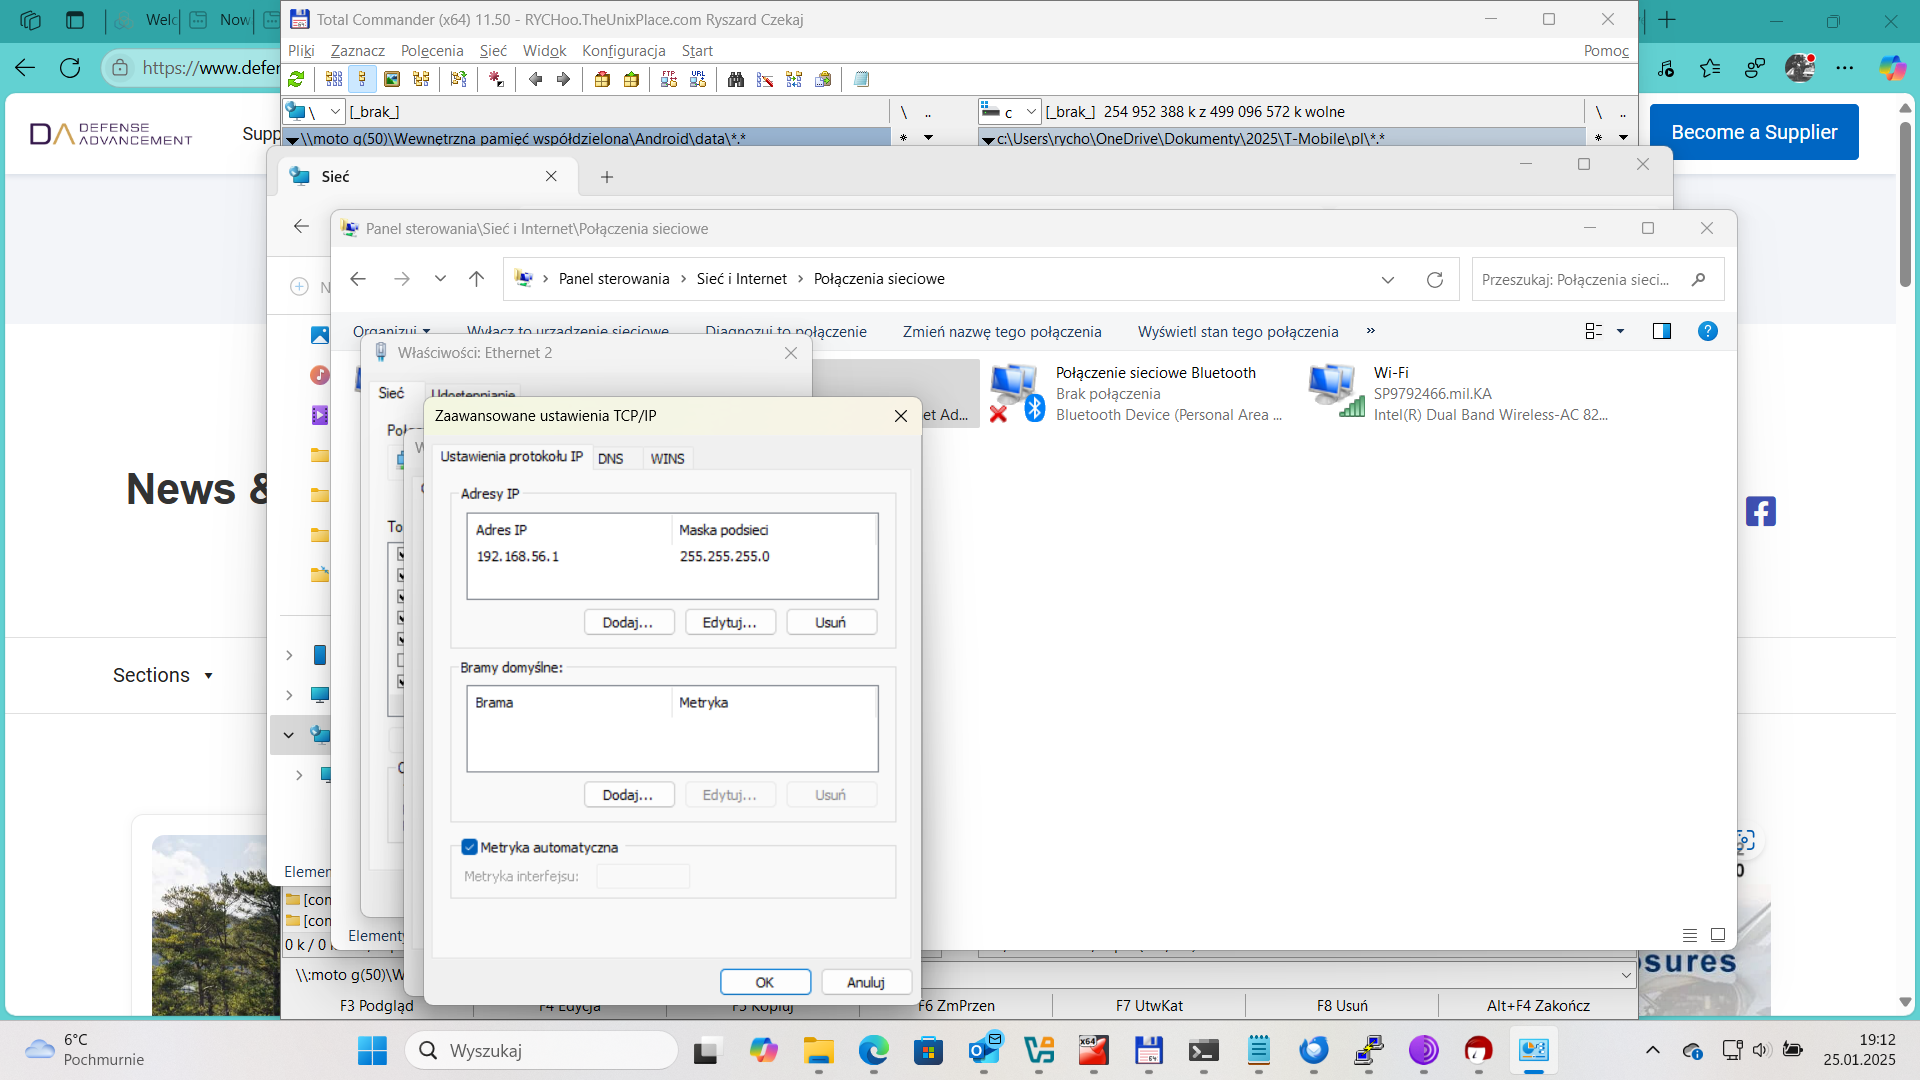 Welc
Now
Total Commander (x64) 11.50 - RYCHoo.TheUnixPlace.com Ryszard Czekaj
Pliki Zaznacz Polecenia Sieć Widok Konfiguracja Start Pomoc
https://www.defen
FTP URL
\ [_brak_] \ ..
c [_brak_] 254 952 388 k z 499 096 572 k wolne \ ..
\\moto g(50)\Wewnętrzna pamięć współdzielona\Android\data\*.* *
c:\Users\rycho\OneDrive\Dokumenty\2025\T-Mobile\pl\*.* *
DEFENSE
ADVANCEMENT
Supp
Become a Supplier
Sieć
Panel sterowania\Sieć i Internet\Połączenia sieciowe
Panel sterowania Sieć i Internet Połączenia sieciowe
Przeszukaj: Połączenia sieci...
N
Organizuj Wyłącz to urządzenie sieciowe Diagnozuj to połączenie Zmień nazwę tego połączenia Wyświetl stan tego połączenia »
Właściwości: Ethernet 2
Sieć Udostępnianie
et Ad...
Połączenie sieciowe Bluetooth
Brak połączenia
Bluetooth Device (Personal Area ...
Wi-Fi
SP9792466.mil.KA
Intel(R) Dual Band Wireless-AC 82...
Zaawansowane ustawienia TCP/IP
Ustawienia protokołu IP DNS WINS
Adresy IP
Adres IP Maska podsieci
192.168.56.1 255.255.255.0
Dodaj... Edytuj... Usuń
Bramy domyślne:
Brama Metryka
Dodaj... Edytuj... Usuń
Metryka automatyczna
Metryka interfejsu:
OK Anuluj
News &
Sections
Elemen
Elementy
[con
[con
0 k / 0
\\:moto g(50)\W
sures
F3 Podgląd F4 Edycja F5 Kopiuj F6 ZmPrzen F7 UtwKat F8 Usuń Alt+F4 Zakończ
6°C
Pochmurnie
Wyszukaj
x64
64
19:12
25.01.2025